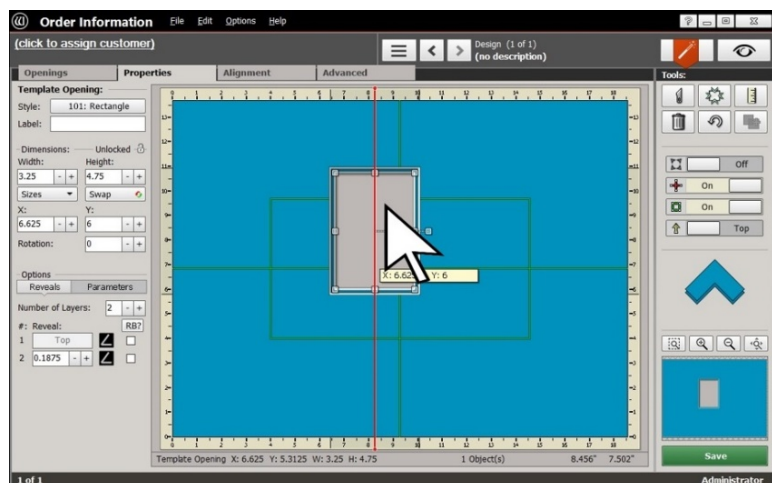 Order Information File Edit Options Help
(click to assign customer)
Design (1 of 1)
(no description)
Openings Properties Alignment Advanced
Tools:
Template Opening:
Style: 101: Rectangle
Label:
Dimensions: Unlocked
Width: Height:
3.25 - + 4.75 - +
Sizes Swap
X: Y:
6.625 - + 6 - +
Rotation: 0 - +
Options
Reveals Parameters
Number of Layers: 2 - +
#: Reveal: RB?
1 Top
2 0.1875 - +
Off
On
On
Top
X: 6.625 Y: 6
Save
Template Opening X: 6.625 Y: 5.3125 W: 3.25 H: 4.75 1 Object(s) 8.456" 7.502"
1 of 1 Administrator